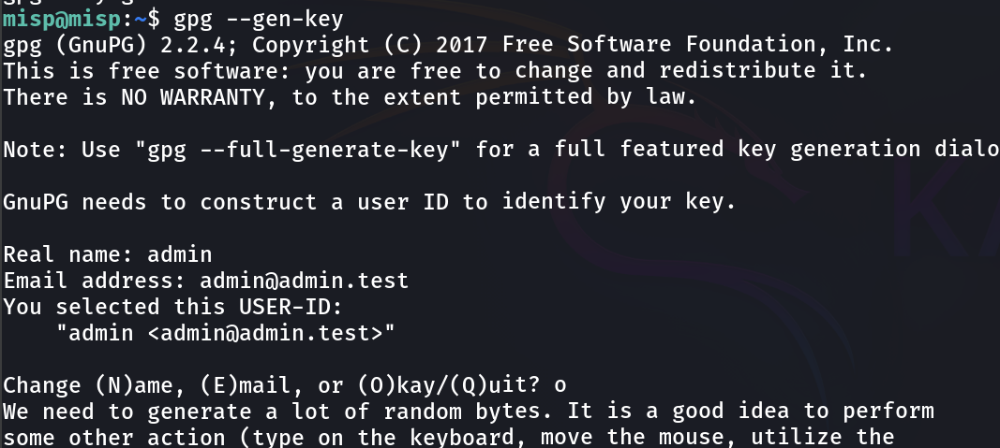 misp@misp:~$ gpg --gen-key
gpg (GnuPG) 2.2.4; Copyright (C) 2017 Free Software Foundation, Inc.
This is free software: you are free to change and redistribute it.
There is NO WARRANTY, to the extent permitted by law.
Note: Use "gpg --full-generate-key" for a full featured key generation dialo
GnuPG needs to construct a user ID to identify your key.
Real name: admin
Email address: admin@admin.test
You selected this USER-ID:
"admin <admin@admin.test>"
Change (N)ame, (E)mail, or (O)kay/(Q)uit? o
We need to generate a lot of random bytes. It is a good idea to perform
some other action (type on the keyboard, move the mouse, utilize the